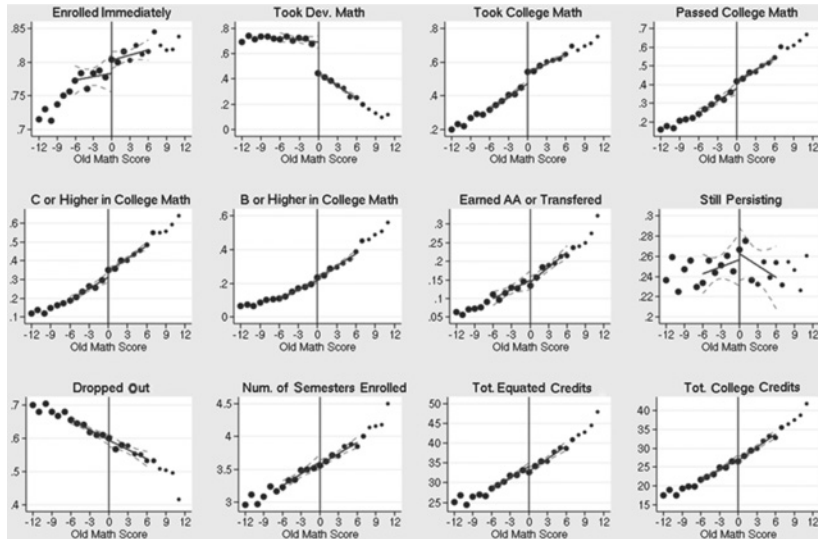 Enrolled Immediately
.85
.8
.75
.7
-12 -9 -6 -3 0 3 6 9 12
Old Math Score
Took Dev. Math
.8
.6
.4
.2
0
-12 -9 -6 -3 0 3 6 9 12
Old Math Score
Took College Math
.8
.6
.4
.2
-12 -9 -6 -3 0 3 6 9 12
Old Math Score
Passed College Math
.7
.6
.5
.4
.3
.2
-12 -9 -6 -3 0 3 6 9 12
Old Math Score
C or Higher in College Math
.6
.5
.4
.3
.2
.1
-12 -9 -6 -3 0 3 6 9 12
Old Math Score
B or Higher in College Math
.6
.4
.2
0
-12 -9 -6 -3 0 3 6 9 12
Old Math Score
Earned AA or Transfered
.3
.25
.2
.15
.1
.05
-12 -9 -6 -3 0 3 6 9 12
Old Math Score
Still Persisting
.3
.28
.26
.24
.22
.2
-12 -9 -6 -3 0 3 6 9 12
Old Math Score
Dropped Out
.7
.6
.5
.4
-12 -9 -6 -3 0 3 6 9 12
Old Math Score
Num. of Semesters Enrolled
4.5
4
3.5
3
-12 -9 -6 -3 0 3 6 9 12
Old Math Score
Tot. Equated Credits
50
45
40
35
30
25
-12 -9 -6 -3 0 3 6 9 12
Old Math Score
Tot. College Credits
40
35
30
25
20
15
-12 -9 -6 -3 0 3 6 9 12
Old Math Score